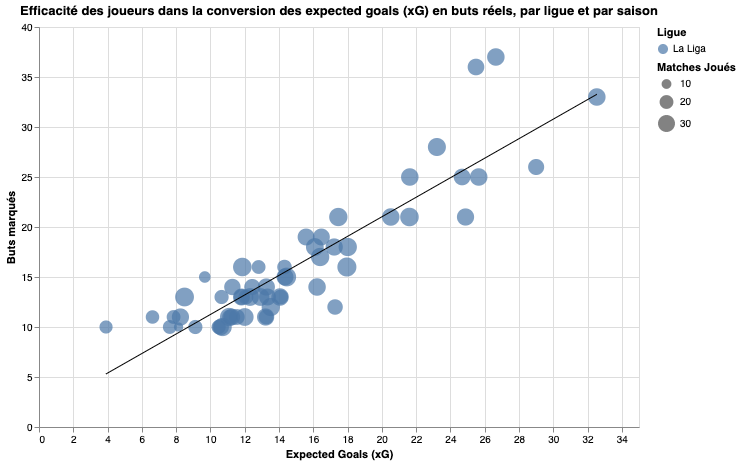 Efficacité des joueurs dans la conversion des expected goals (xG) en buts réels, par ligue et par saison
40
35
30
25
20
15
10
5
0
Buts marqués
0 2 4 6 8 10 12 14 16 18 20 22 24 26 28 30 32 34
Expected Goals (xG)
Ligue
La Liga
Matches Joués
10
20
30